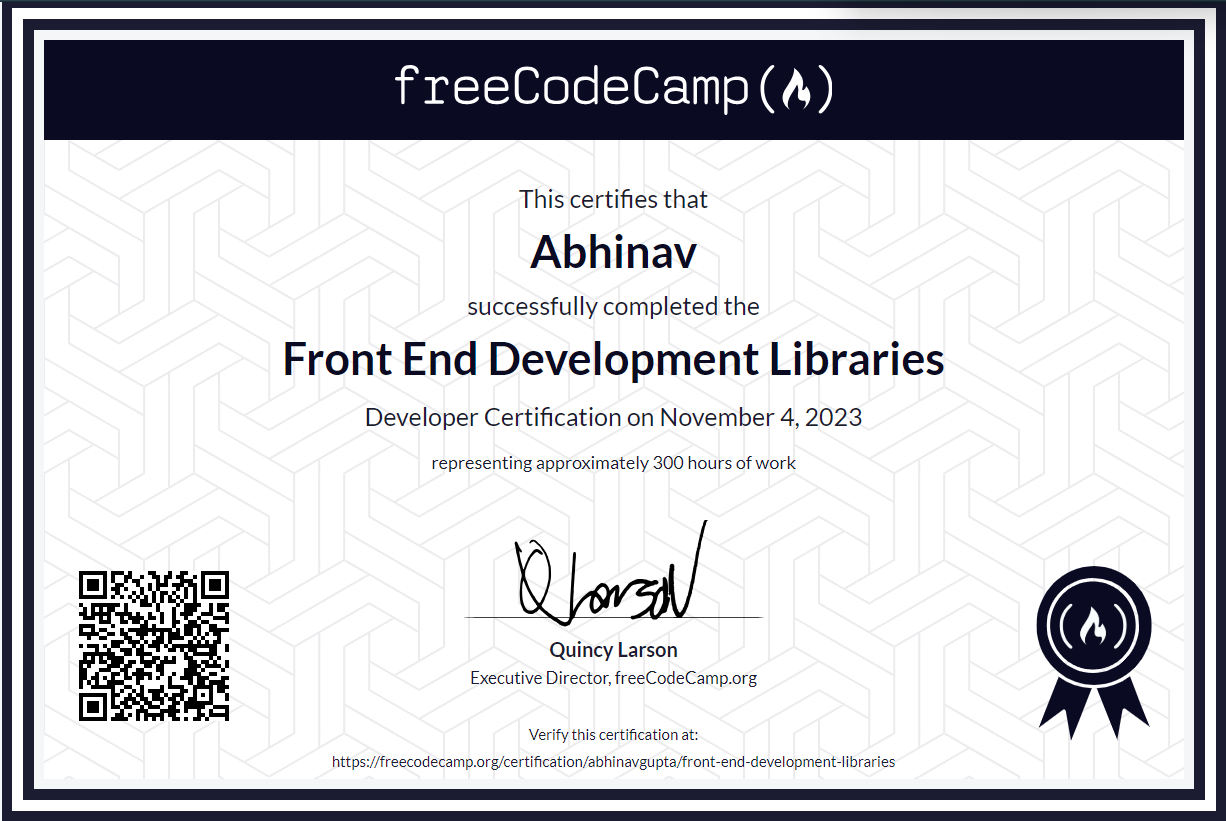 freeCodeCamp
This certifies that
Abhinav
successfully completed the
Front End Development Libraries
Developer Certification on November 4, 2023
representing approximately 300 hours of work
Quincy Larson
Executive Director, freeCodeCamp.org
Verify this certification at:
https://freecodecamp.org/certification/abhinavgupta/front-end-development-libraries